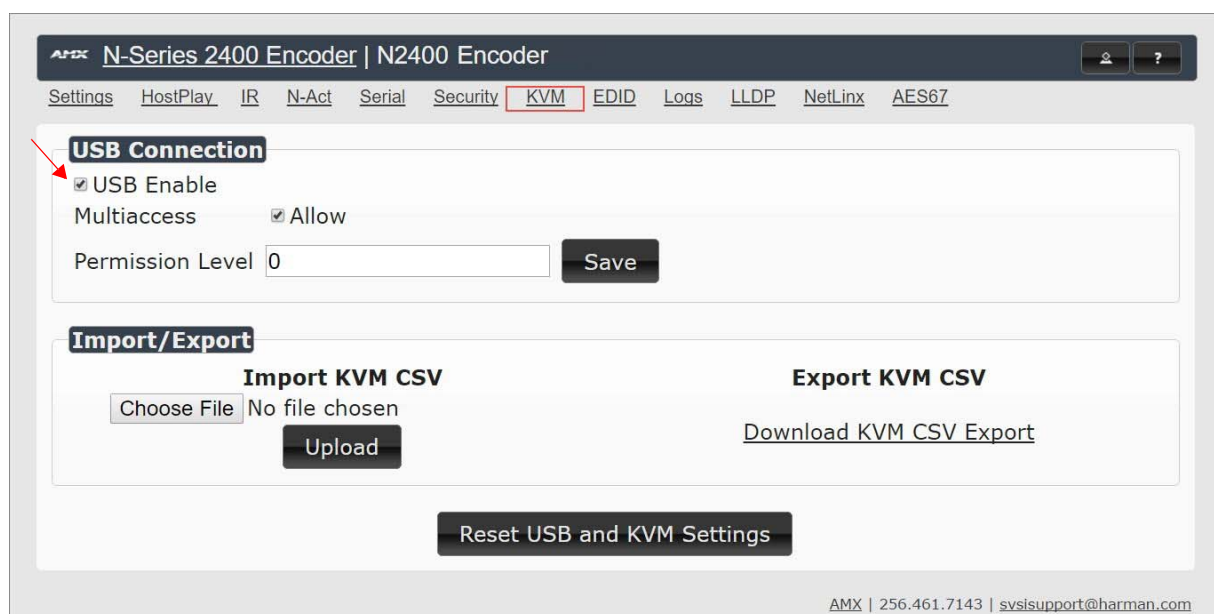 AMX N-Series 2400 Encoder | N2400 Encoder ?
Settings HostPlay IR N-Act Serial Security KVM EDID Logs LLDP NetLinx AES67
USB Connection
USB Enable
Multiaccess Allow
Permission Level 0 Save
Import/Export
Import KVM CSV Export KVM CSV
Choose File No file chosen
Download KVM CSV Export
Upload
Reset USB and KVM Settings
AMX | 256.461.7143 | svsisupport@harman.com